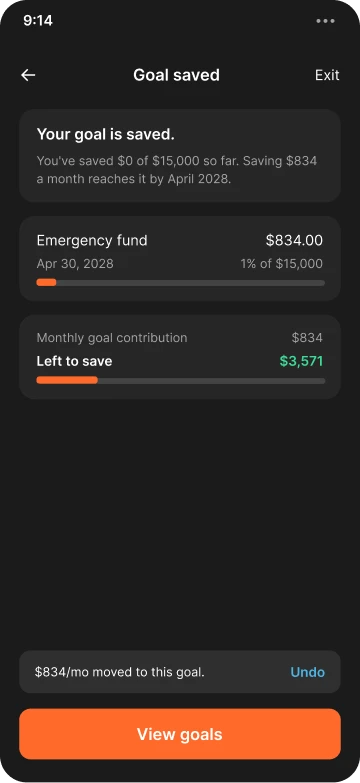 9:14
Goal saved
Exit
Your goal is saved.
You've saved $0 of $15,000 so far. Saving $834
a month reaches it by April 2028.
Emergency fund $834.00
Apr 30, 2028 1% of $15,000
Monthly goal contribution $834
Left to save $3,571
$834/mo moved to this goal. Undo
View goals